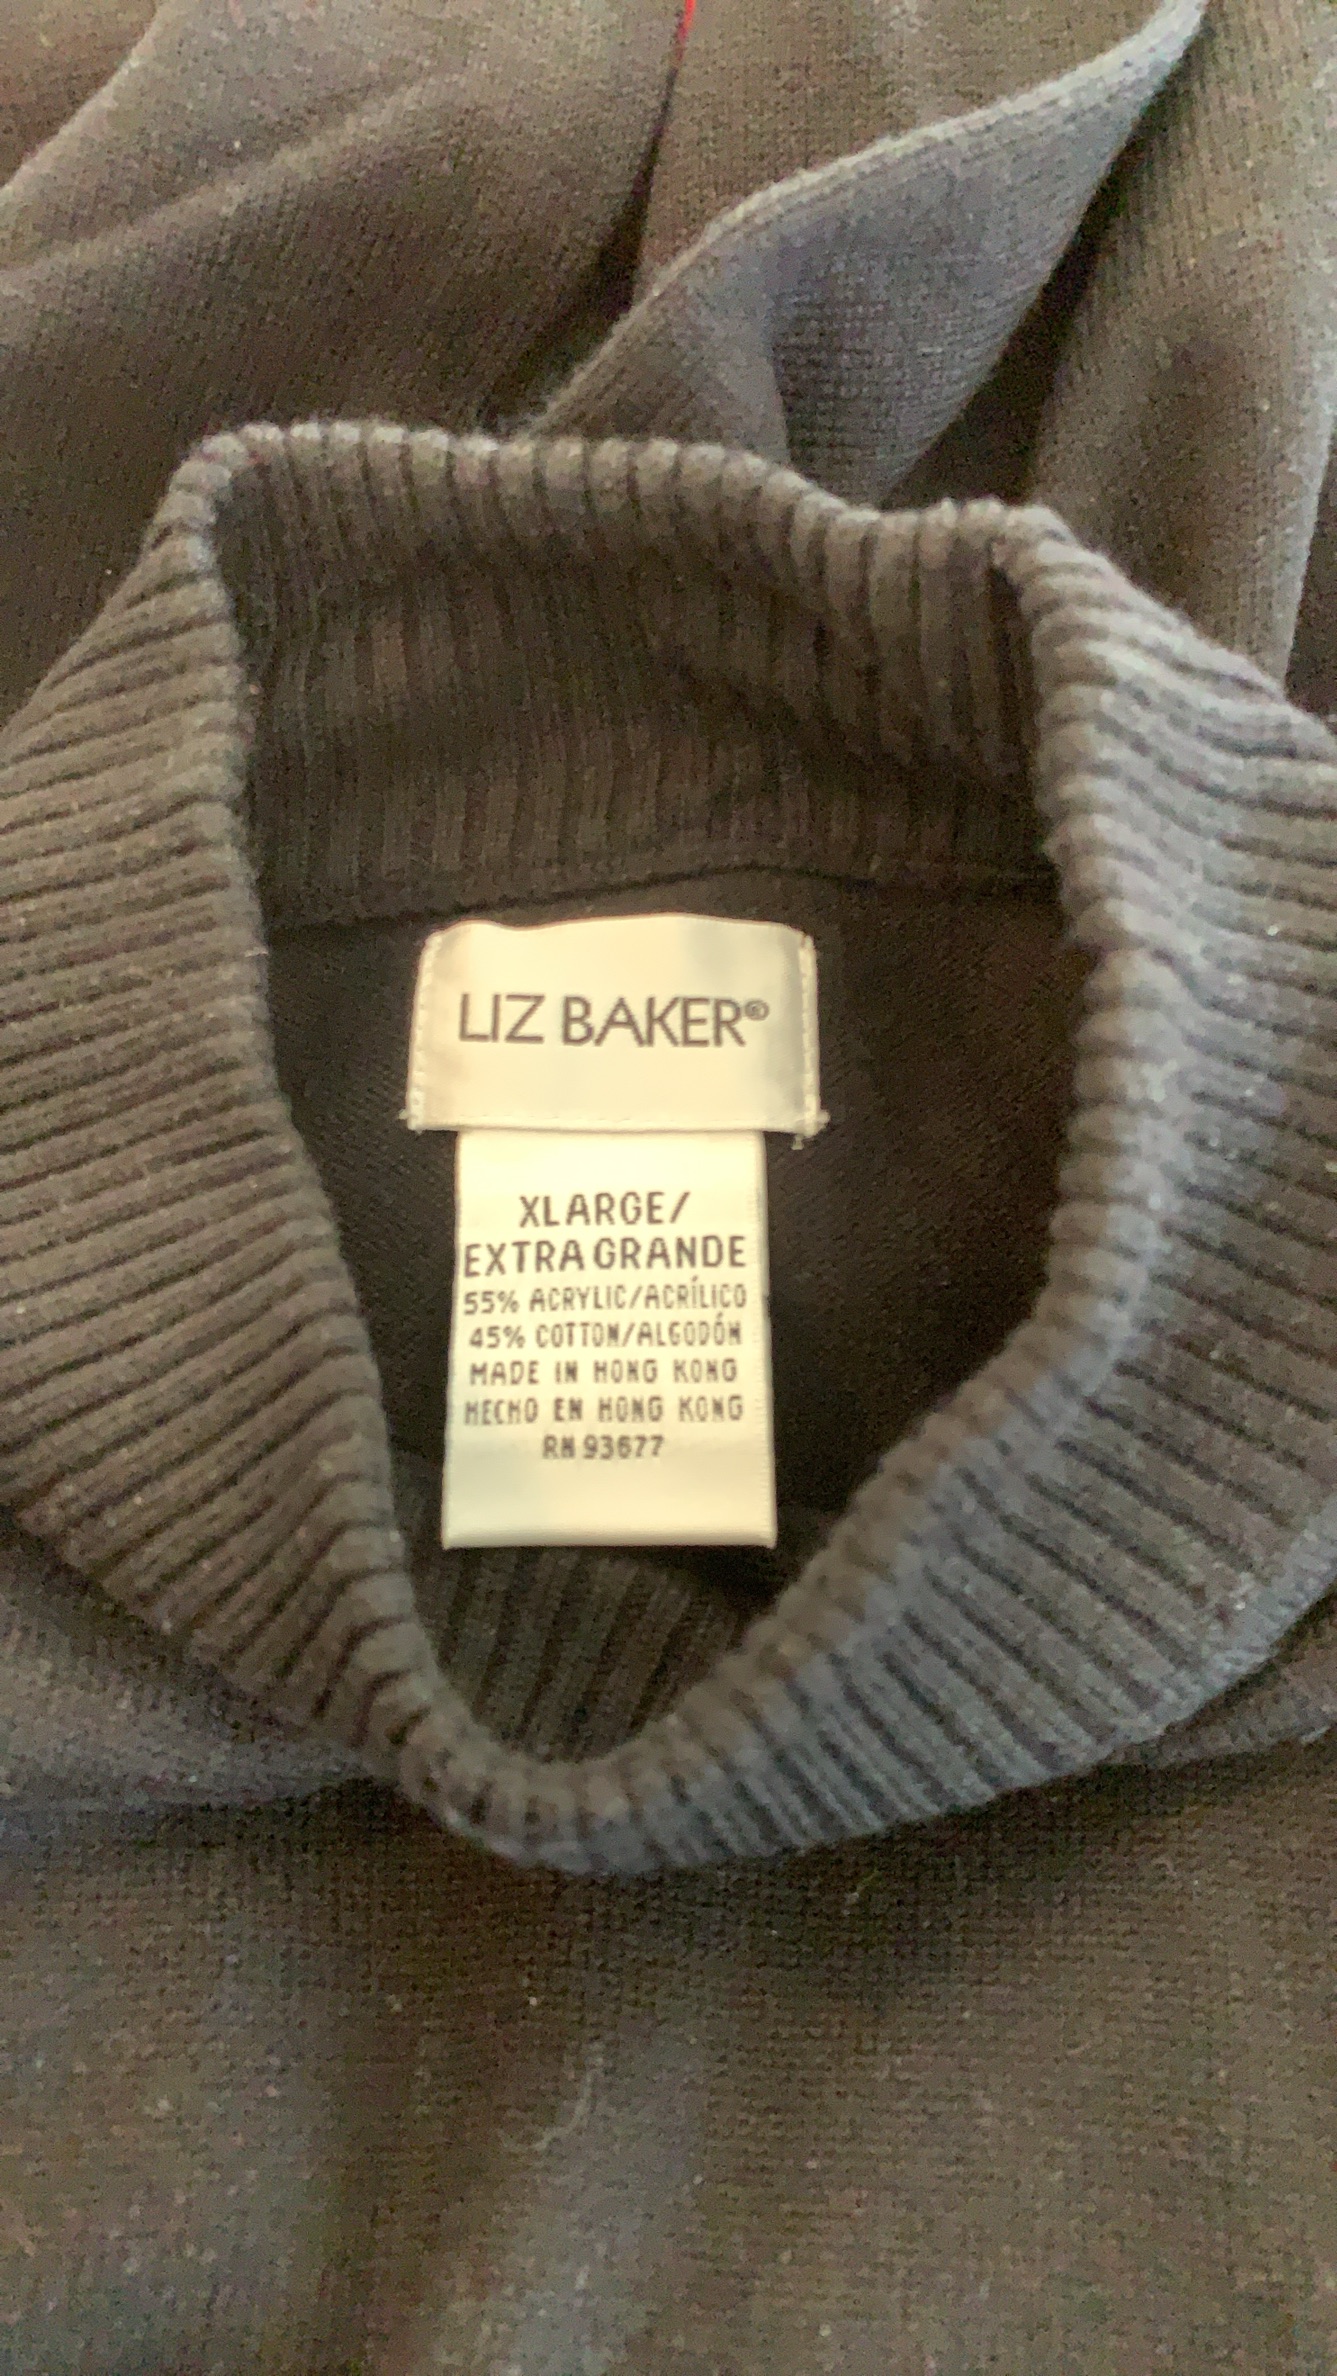 LIZ BAKER®
XLARGE/
EXTRA GRANDE
55% ACRYLIC/ACRÍLICO
45% COTTON/ALGODÓN
MADE IN HONG KONG
HECHO EN HONG KONG
RN 93677